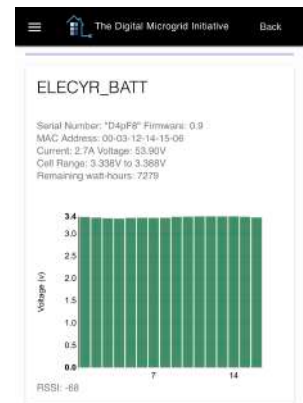 The Digital Microgrid Initiative
Back
ELECYR_BATT
Serial Number: "D4pF8" Firmware: 0.9
MAC Address: 00-03-12-14-15-06
Current: 2.7A Voltage: 53.90V
Cell Range: 3.338V to 3.388V
Remaining watt-hours: 7279
3.4
3.0
2.5
2.0
1.5
1.0
0.5
0.0
Voltage (v)
7
14
RSSI: -68